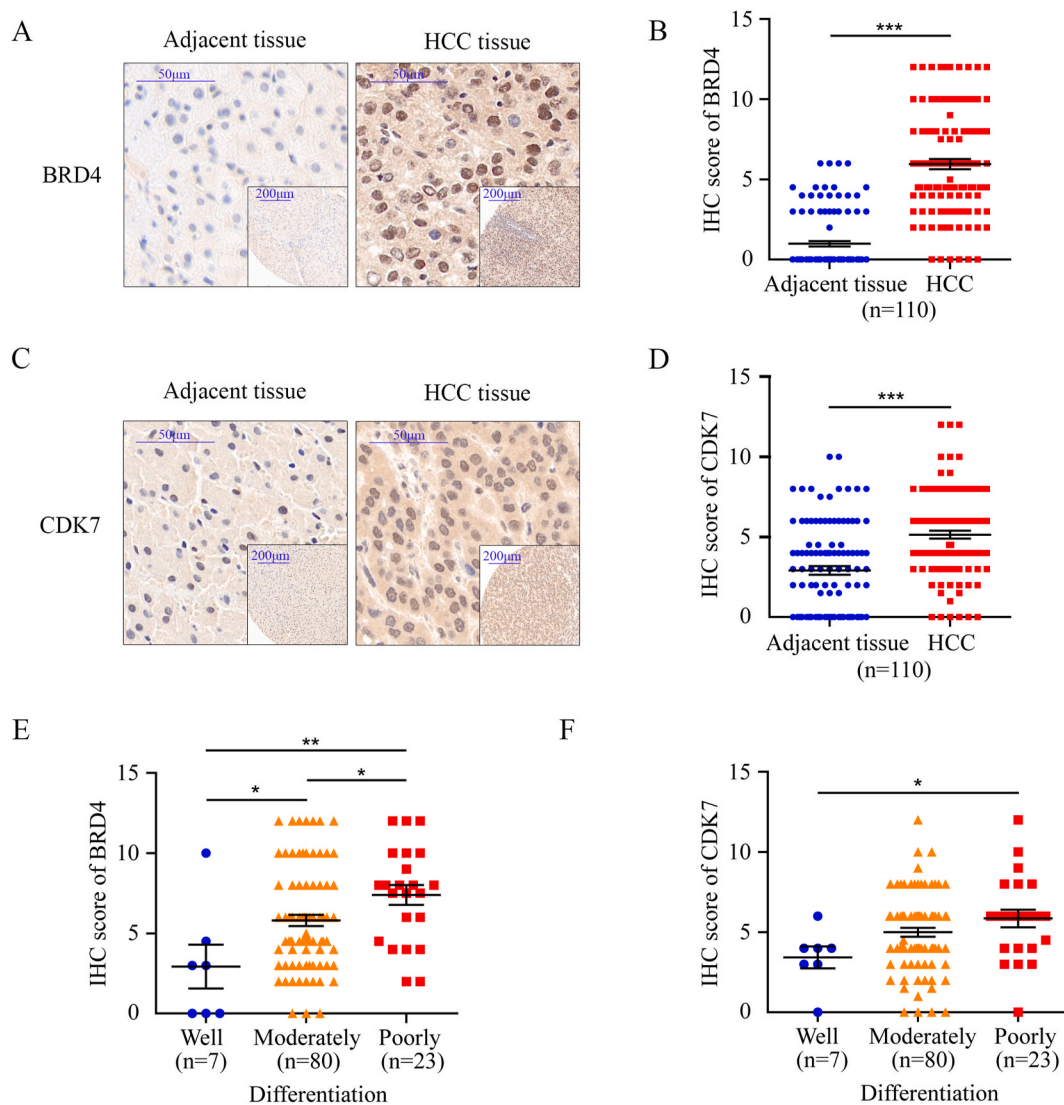 A
Adjacent tissue
HCC tissue
BRD4
50μm
200μm
50μm
200μm
B
IHC score of BRD4
15
10
5
0
***
Adjacent tissue
HCC
(n=110)
C
Adjacent tissue
HCC tissue
CDK7
50μm
200μm
50μm
200μm
D
IHC score of CDK7
15
10
5
0
***
Adjacent tissue
HCC
(n=110)
E
IHC score of BRD4
15
10
5
0
**
*
*
Well
(n=7)
Moderately
(n=80)
Poorly
(n=23)
Differentiation
F
IHC score of CDK7
15
10
5
0
*
Well
(n=7)
Moderately
(n=80)
Poorly
(n=23)
Differentiation